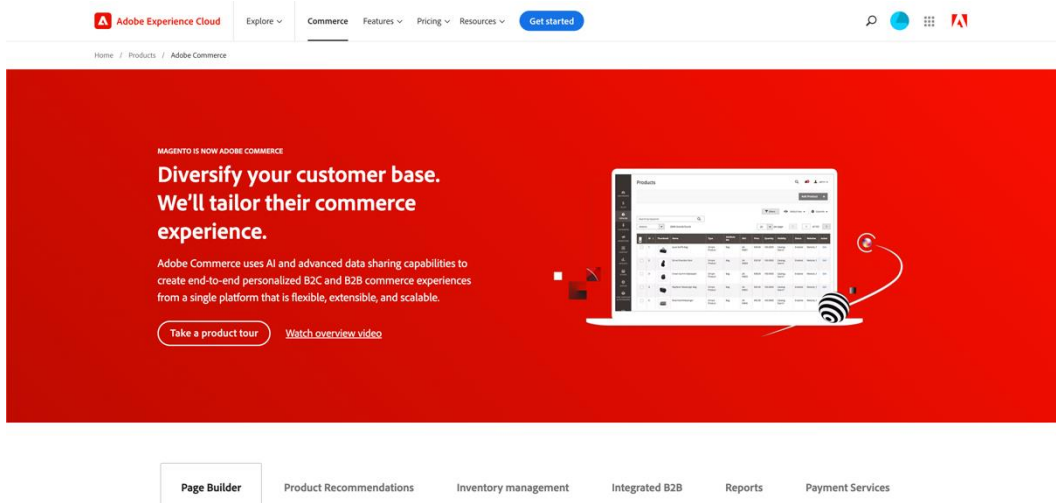 Adobe Experience Cloud Explore Commerce Features Pricing Resources Get started
Home / Products / Adobe Commerce
MAGENTO IS NOW ADOBE COMMERCE
Diversify your customer base.
We'll tailor their commerce
experience.
Adobe Commerce uses AI and advanced data sharing capabilities to
create end-to-end personalized B2C and B2B commerce experiences
from a single platform that is flexible, extensible, and scalable.
Take a product tour Watch overview video
Products
Page Builder Product Recommendations Inventory management Integrated B2B Reports Payment Services